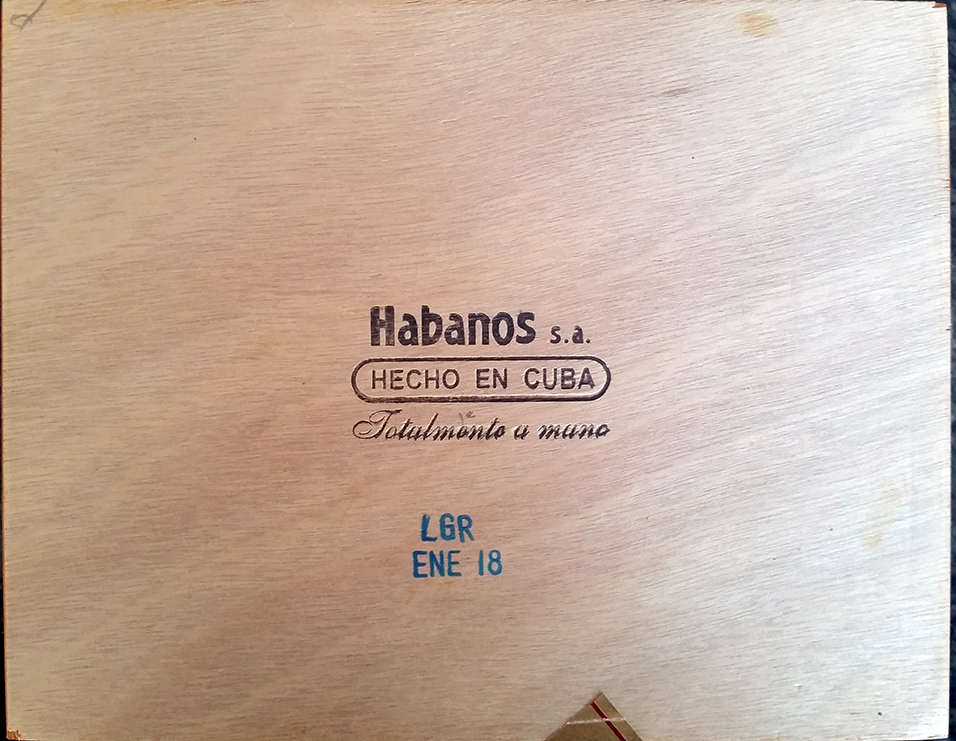 Habanos s.a.
HECHO EN CUBA
Totalmente a mano
LGR
ENE 18